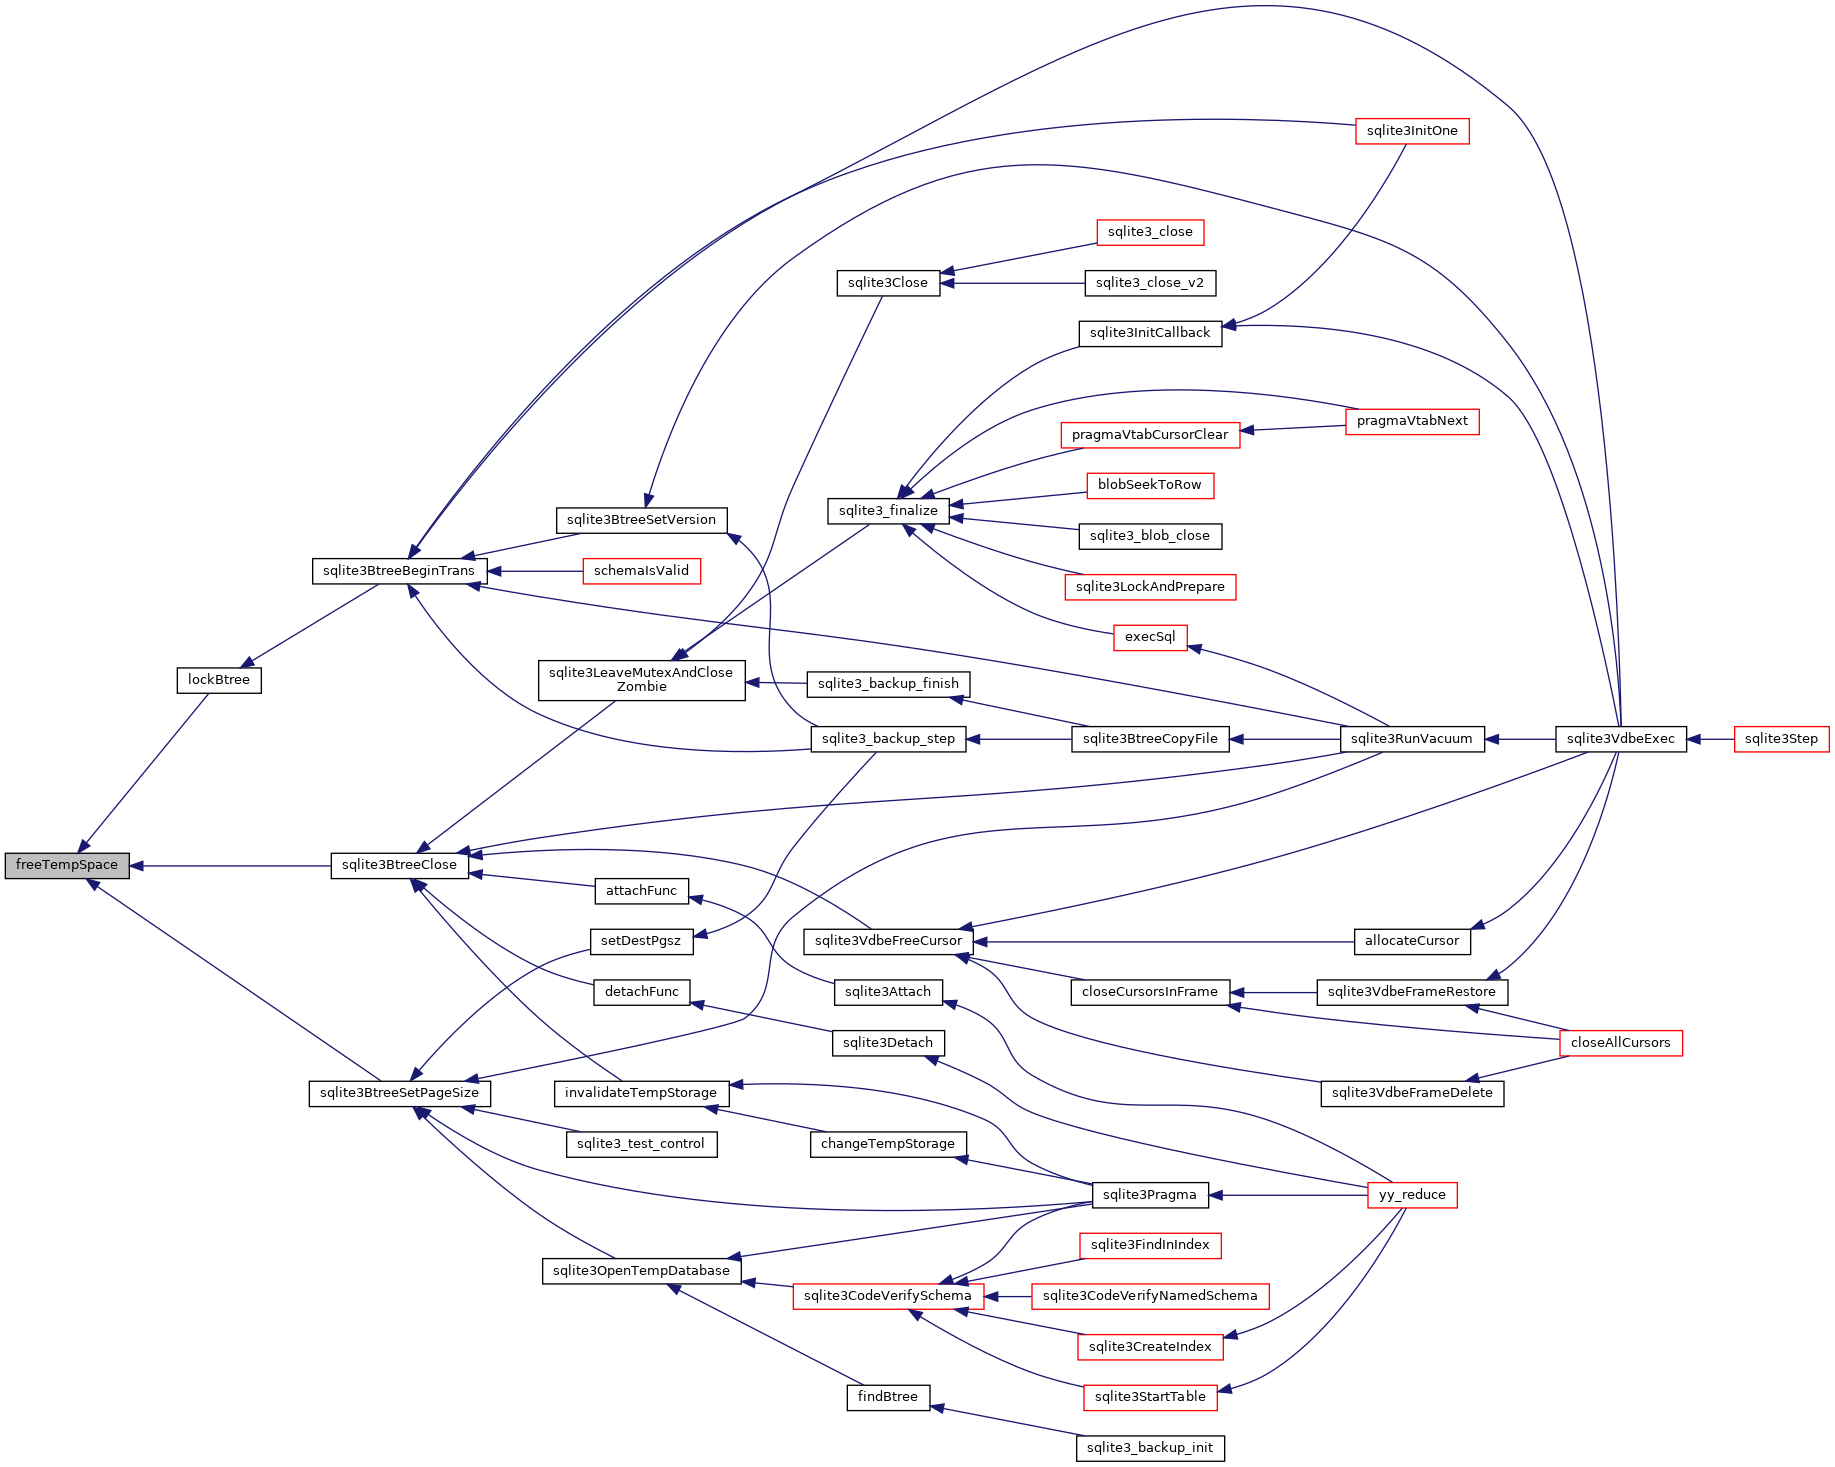 sqlite3InitOne
sqlite3_close
sqlite3Close
sqlite3_close_v2
sqlite3InitCallback
pragmaVtabNext
pragmaVtabCursorClear
blobSeekToRow
sqlite3_finalize
sqlite3BtreeSetVersion
sqlite3_blob_close
sqlite3BtreeBeginTrans
schemaIsValid
sqlite3LockAndPrepare
execSql
lockBtree
sqlite3LeaveMutexAndClose
Zombie
sqlite3_backup_finish
sqlite3_backup_step
sqlite3BtreeCopyFile
sqlite3RunVacuum
sqlite3VdbeExec
sqlite3Step
freeTempSpace
sqlite3BtreeClose
attachFunc
setDestPgsz
sqlite3VdbeFreeCursor
allocateCursor
detachFunc
sqlite3Attach
closeCursorsInFrame
sqlite3VdbeFrameRestore
sqlite3Detach
closeAllCursors
sqlite3BtreeSetPageSize
invalidateTempStorage
sqlite3VdbeFrameDelete
sqlite3_test_control
changeTempStorage
sqlite3Pragma
yy_reduce
sqlite3FindInIndex
sqlite3OpenTempDatabase
sqlite3CodeVerifySchema
sqlite3CodeVerifyNamedSchema
sqlite3CreateIndex
findBtree
sqlite3StartTable
sqlite3_backup_init